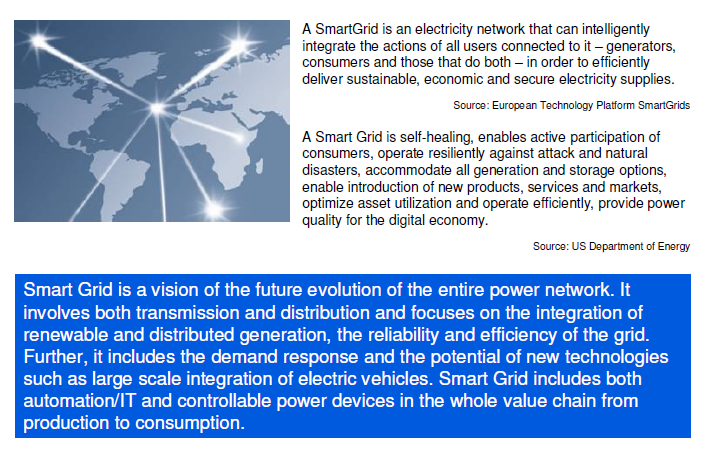 A SmartGrid is an electricity network that can intelligently
integrate the actions of all users connected to it – generators,
consumers and those that do both – in order to efficiently
deliver sustainable, economic and secure electricity supplies.
Source: European Technology Platform SmartGrids
A Smart Grid is self-healing, enables active participation of
consumers, operate resiliently against attack and natural
disasters, accommodate all generation and storage options,
enable introduction of new products, services and markets,
optimize asset utilization and operate efficiently, provide power
quality for the digital economy.
Source: US Department of Energy
Smart Grid is a vision of the future evolution of the entire power network. It
involves both transmission and distribution and focuses on the integration of
renewable and distributed generation, the reliability and efficiency of the grid.
Further, it includes the demand response and the potential of new technologies
such as large scale integration of electric vehicles. Smart Grid includes both
automation/IT and controllable power devices in the whole value chain from
production to consumption.